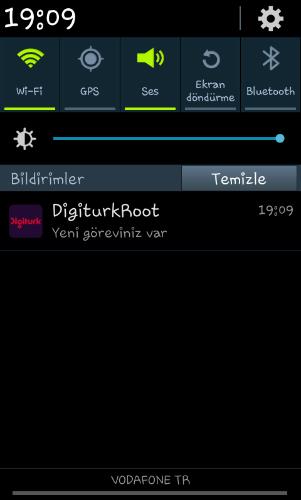 19:09
Wi-Fi
GPS
Ses
Ekran
döndürme
Bluetooth
Bildirimler
Temizle
Digiturk
DigiturkRoot
19:09
Yeni göreviniz var
VODAFONE TR